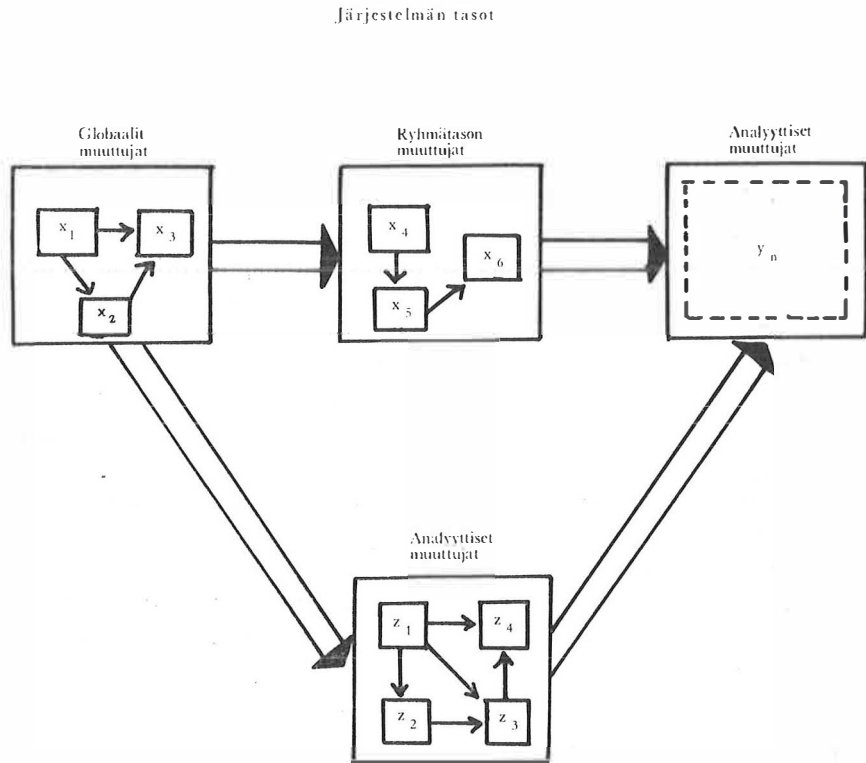 Järjestelmän tasot
Globaalit
muuttujat
x 1
x 3
x 2
Ryhmätason
muuttujat
x 4
x 6
x 5
Analyyttiset
muuttujat
y n
Analyyttiset
muuttujat
z 1
z 4
z 2
z 3